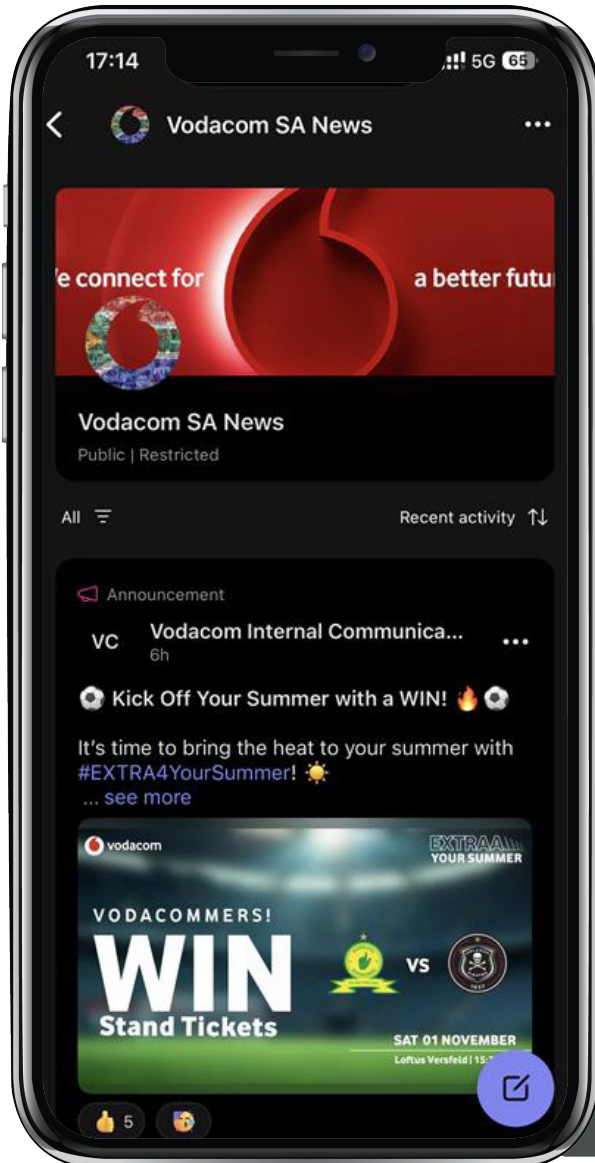 17:14
5G 65
Vodacom SA News
e connect for
a better futu
Vodacom SA News
Public | Restricted
All
Recent activity
Announcement
VC
Vodacom Internal Communica...
6h
Kick Off Your Summer with a WIN!
It's time to bring the heat to your summer with
#EXTRA4YourSummer!
... see more
vodacom
EXTRAA
YOUR SUMMER
VODACOMMERS!
WIN
Stand Tickets
VS
SAT 01 NOVEMBER
Loftus Versfeld | 15:
5